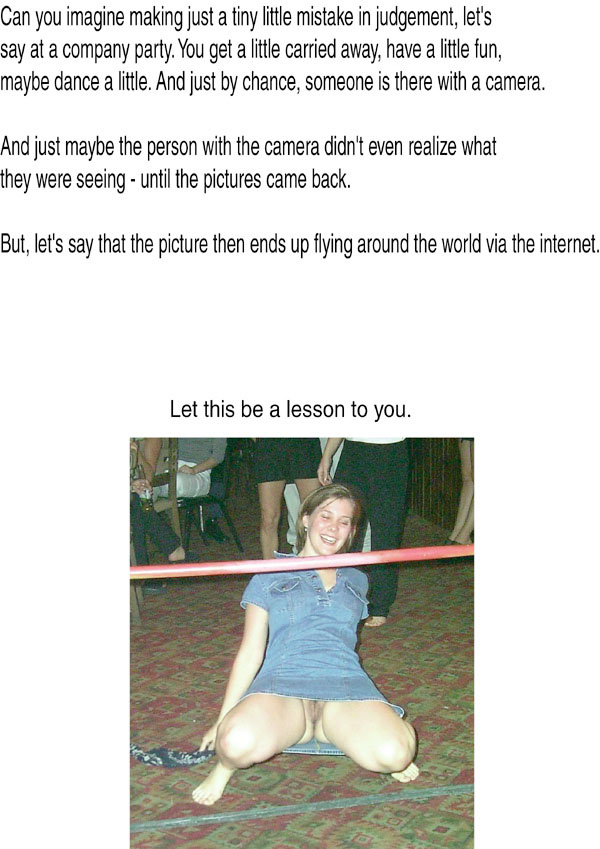 Can you imagine making just a tiny little mistake in judgement, let's
say at a company party. You get a little carried away, have a little fun,
maybe dance a little. And just by chance, someone is there with a camera.
And just maybe the person with the camera didn't even realize what
they were seeing - until the pictures came back.
But, let's say that the picture then ends up flying around the world via the internet.
Let this be a lesson to you.